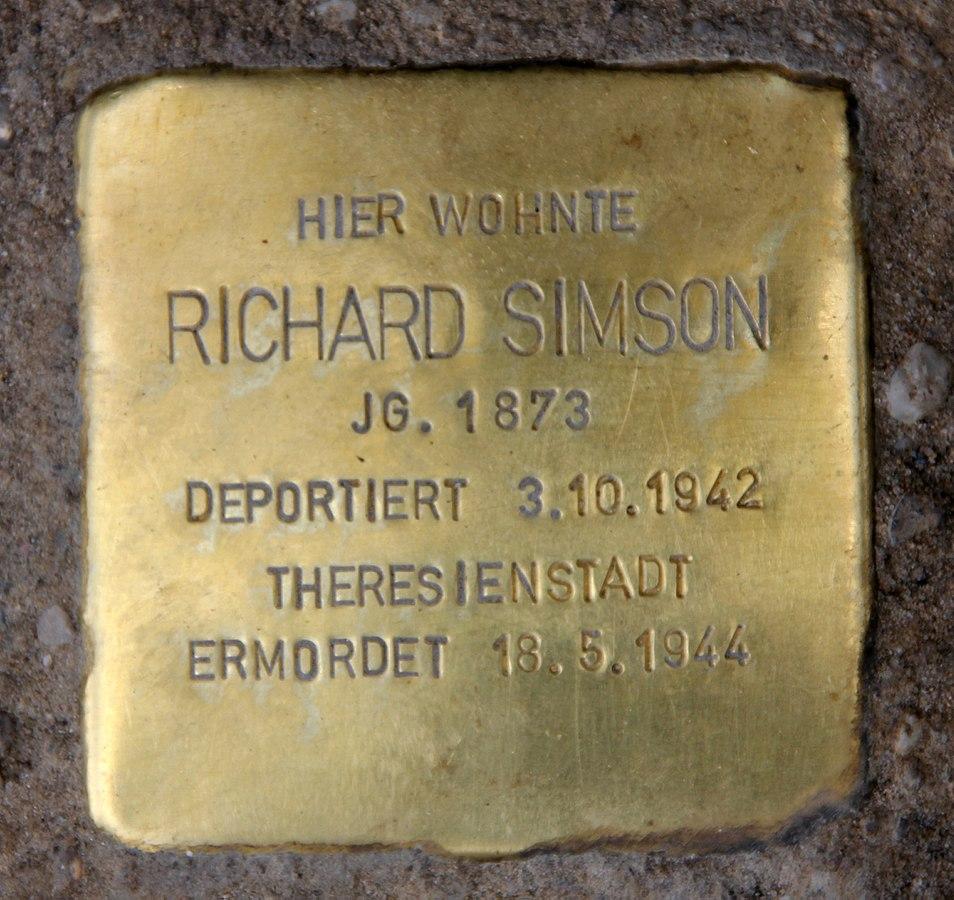 HIER WOHNTE
RICHARD SIMSON
JG. 1873
DEPORTIERT 3.10.1942
THERESIENSTADT
ERMORDET 18.5.1944